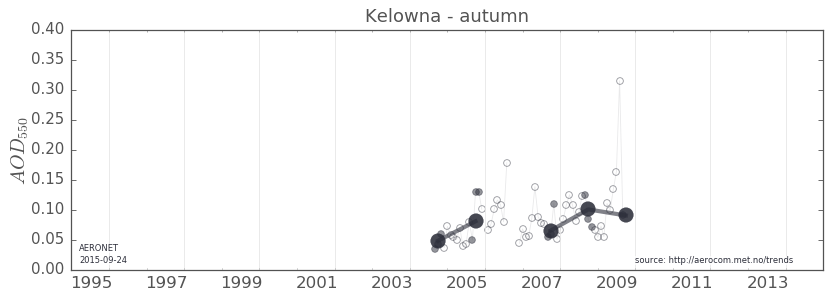 Kelowna - autumn
0.40
0.35
0.30
0.25
0.20
0.15
0.10
0.05
0.00
AOD550
AERONET
2015-09-24
source: http://aerocom.met.no/trends
1995 1997 1999 2001 2003 2005 2007 2009 2011 2013